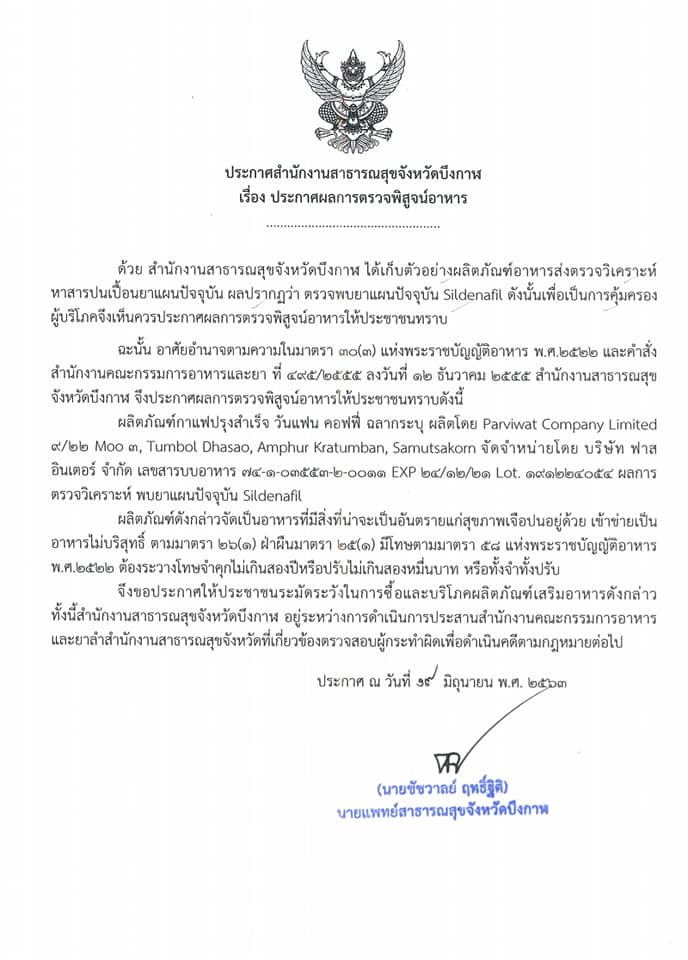 ประกาศสำนักงานสาธารณสุขจังหวัดบึงกาฬ
เรื่อง ประกาศผลการตรวจพิสูจน์อาหาร
ด้วย สำนักงานสาธารณสุขจังหวัดบึงกาฬ ได้เก็บตัวอย่างผลิตภัณฑ์อาหารส่งตรวจวิเคราะห์
หาสารปนเปื้อนยาแผนปัจจุบัน ผลปรากฏว่า ตรวจพบยาแผนปัจจุบัน Sildenafil ดังนั้นเพื่อเป็นการคุ้มครอง
ผู้บริโภคจึงเห็นควรประกาศผลการตรวจพิสูจน์อาหารให้ประชาชนทราบ
ฉะนั้น อาศัยอำนาจตามความในมาตรา ๓๐(๓) แห่งพระราชบัญญัติอาหาร พ.ศ.๒๕๒๒ และคำสั่ง
สำนักงานคณะกรรมการอาหารและยา ที่ ๔๙๕/๒๕๕๕ ลงวันที่ ๑๒ ธันวาคม ๒๕๕๕ สำนักงานสาธารณสุข
จังหวัดบึงกาฬ จึงประกาศผลการตรวจพิสูจน์อาหารให้ประชาชนทราบดังนี้
ผลิตภัณฑ์กาแฟปรุงสำเร็จ วันแฟน คอฟฟี่ ฉลากระบุ ผลิตโดย Parviwat Company Limited
๙/๒๒ Moo ๓, Tumbol Dhasao, Amphur Kratumban, Samutsakorn จัดจำหน่ายโดย บริษัท ฟาส
อินเตอร์ จำกัด เลขสารบบอาหาร ๗๔-๑-๐๓๕๕๓-๒-๐๐๑๑ EXP ๒๔/๑๒/๒๑ Lot. ๑๙๑๒๒๔๐๕๔ ผลการ
ตรวจวิเคราะห์ พบยาแผนปัจจุบัน Sildenafil
ผลิตภัณฑ์ดังกล่าวจัดเป็นอาหารที่มีสิ่งที่น่าจะเป็นอันตรายแก่สุขภาพเจือปนอยู่ด้วย เข้าข่ายเป็น
อาหารไม่บริสุทธิ์ ตามมาตรา ๒๖(๑) ฝ่าฝืนมาตรา ๒๕(๑) มีโทษตามมาตรา ๕๘ แห่งพระราชบัญญัติอาหาร
พ.ศ.๒๕๒๒ ต้องระวางโทษจำคุกไม่เกินสองปีหรือปรับไม่เกินสองหมื่นบาท หรือทั้งจำทั้งปรับ
จึงขอประกาศให้ประชาชนระมัดระวังในการซื้อและบริโภคผลิตภัณฑ์เสริมอาหารดังกล่าว
ทั้งนี้สำนักงานสาธารณสุขจังหวัดบึงกาฬ อยู่ระหว่างการดำเนินการประสานสำนักงานคณะกรรมการอาหาร
และยาลำสำนักงานสาธารณสุขจังหวัดที่เกี่ยวข้องตรวจสอบผู้กระทำผิดเพื่อดำเนินคดีตามกฎหมายต่อไป
ประกาศ ณ วันที่ ๑๙ มิถุนายน พ.ศ. ๒๕๖๓
(นายชัชวาลย์ ฤทธิ์ฐิติ)
นายแพทย์สาธารณสุขจังหวัดบึงกาฬ